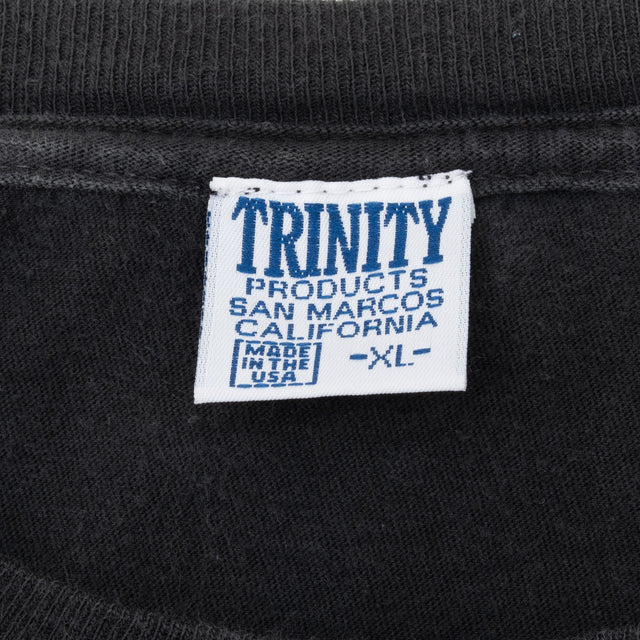 TRINITY
PRODUCTS
SAN MARCOS
CALIFORNIA
MADE
IN THE
USA
-XL-